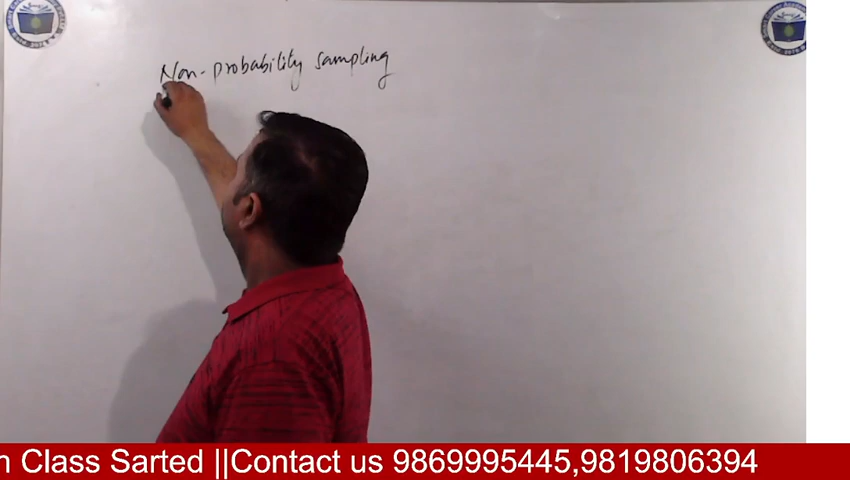 Non-probability sampling
n Class Sarted ||Contact us 9869995445,9819806394